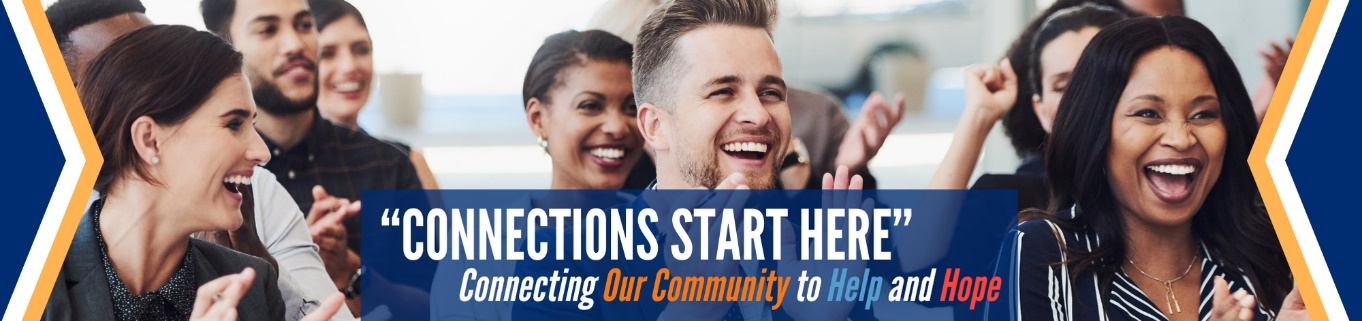 “CONNECTIONS START HERE”
Connecting Our Community to Help and Hope